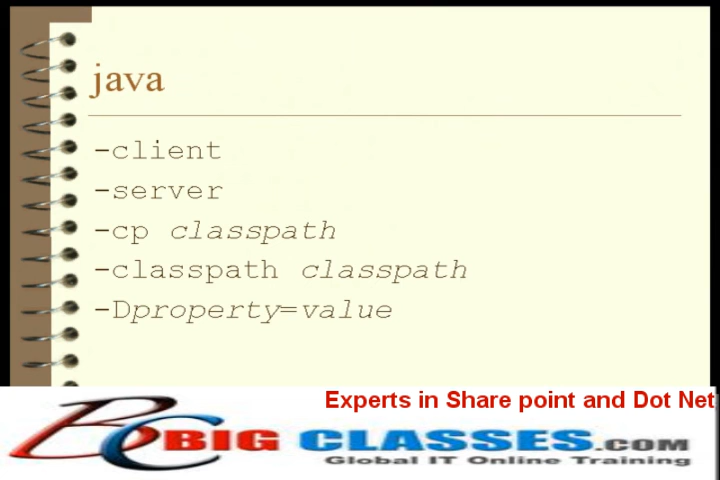 java
-client
-server
-cp classpath
-classpath classpath
-Dproperty=value
Experts in Share point and Dot Net
BC BIG CLASSES.COM
Global IT Online Training